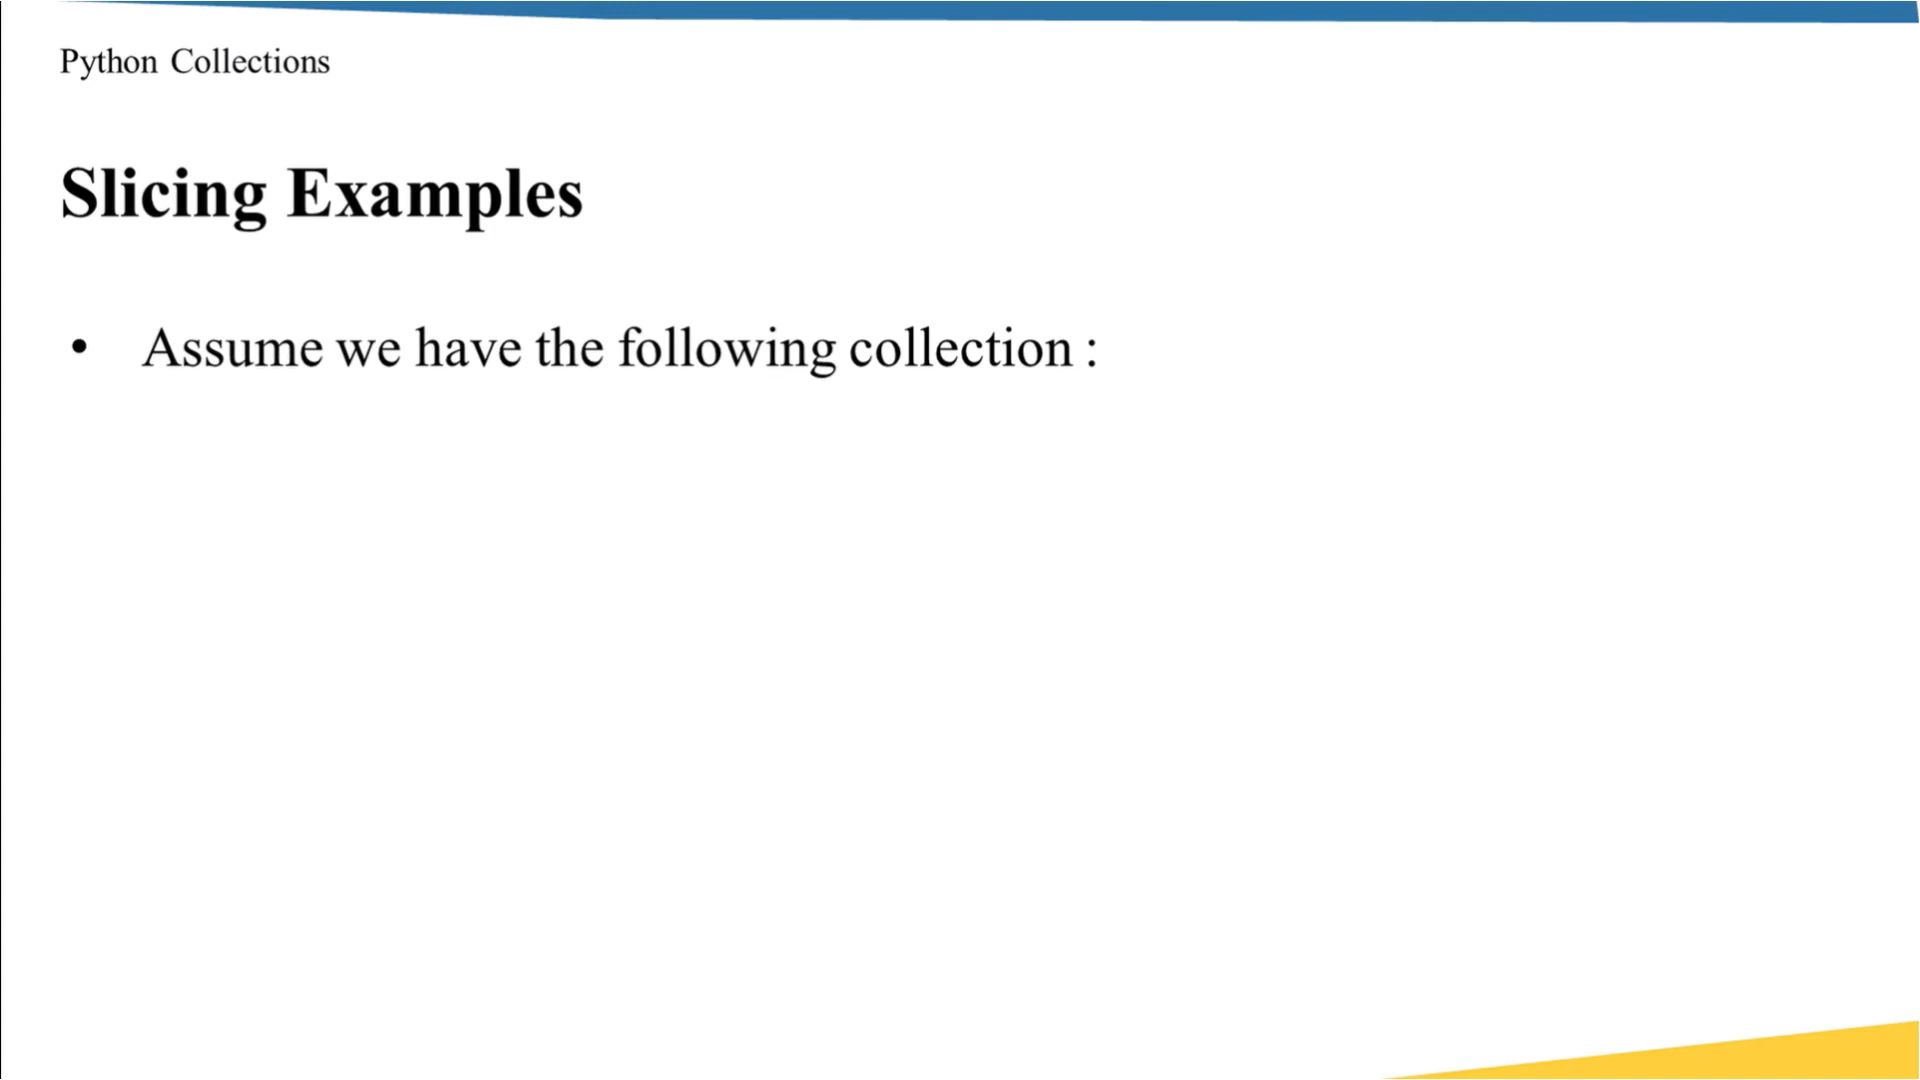 Python Collections
Slicing Examples
• Assume we have the following collection :